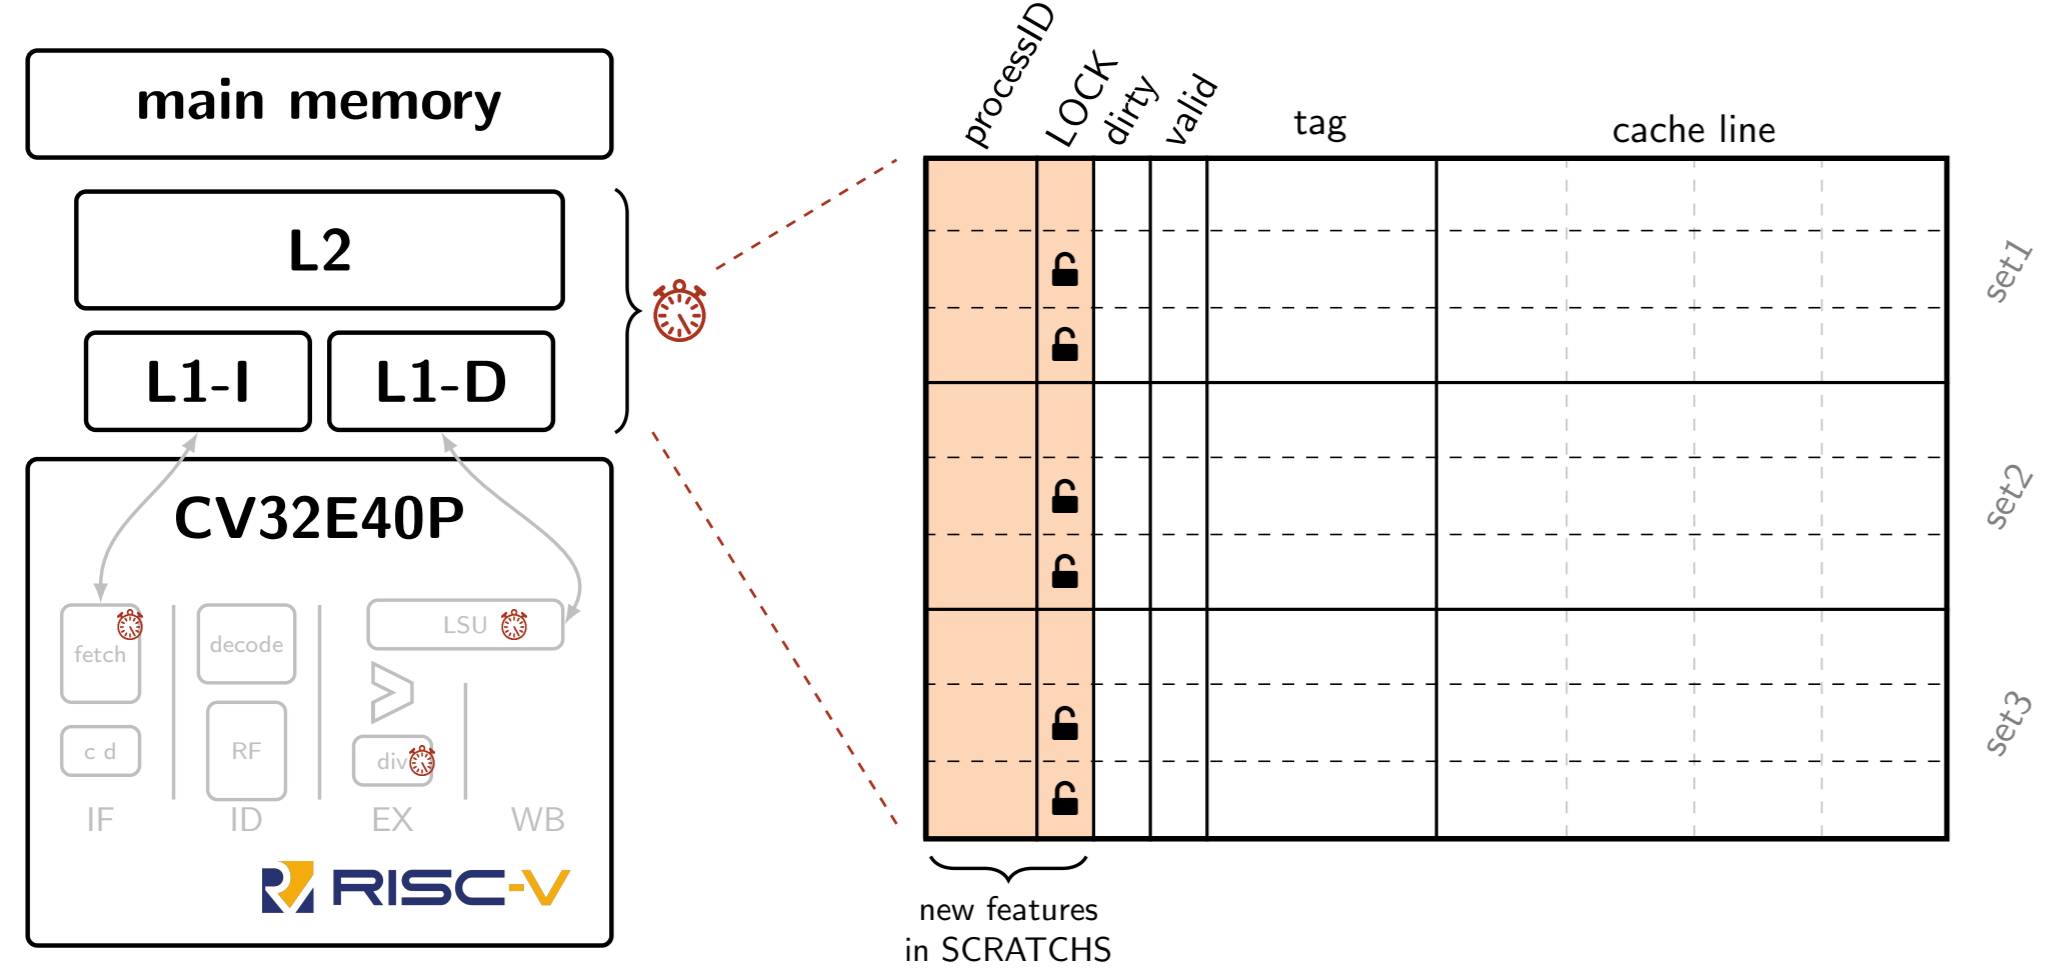 main memory
L2
L1-I
L1-D
CV32E40P
fetch
decode
LSU
c d
RF
div
IF
ID
EX
WB
RISC-V
processID
LOCK
dirty
valid
tag
cache line
set1
set2
set3
new features
in SCRATCHS